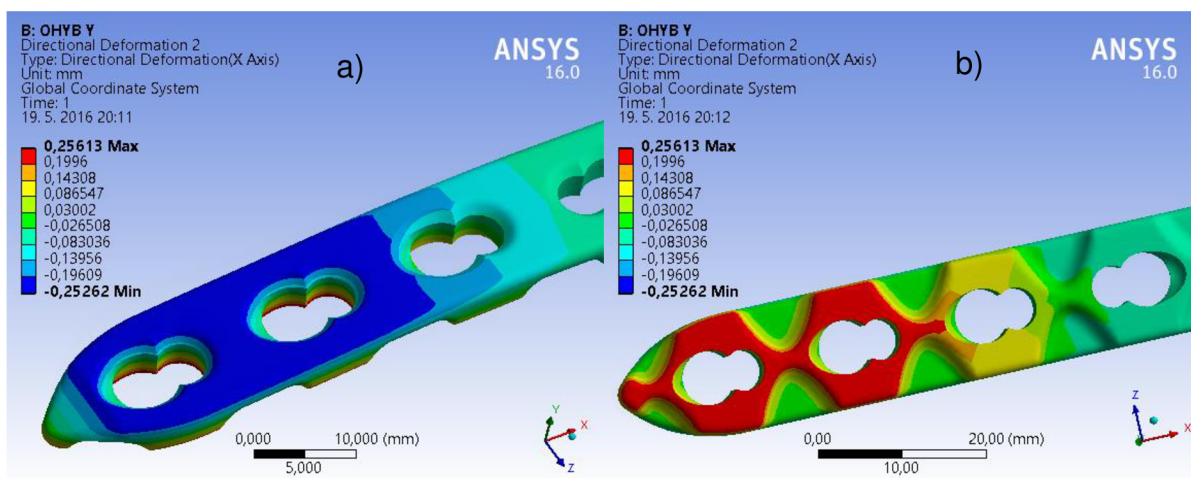 B: OHYB Y
Directional Deformation 2
Type: Directional Deformation(X Axis)
Unit: mm
Global Coordinate System
Time: 1
19. 5. 2016 20:11
a)
ANSYS
16.0
0,25613 Max
0,1996
0,14308
0,086547
0,03002
-0,026508
-0,083036
-0,13956
-0,19609
-0,25262 Min
0,000
10,000 (mm)
5,000
Y
X
Z
B: OHYB Y
Directional Deformation 2
Type: Directional Deformation(X Axis)
Unit: mm
Global Coordinate System
Time: 1
19. 5. 2016 20:12
b)
ANSYS
16.0
0,25613 Max
0,1996
0,14308
0,086547
0,03002
-0,026508
-0,083036
-0,13956
-0,19609
-0,25262 Min
0,00
20,00 (mm)
10,00
Z
X